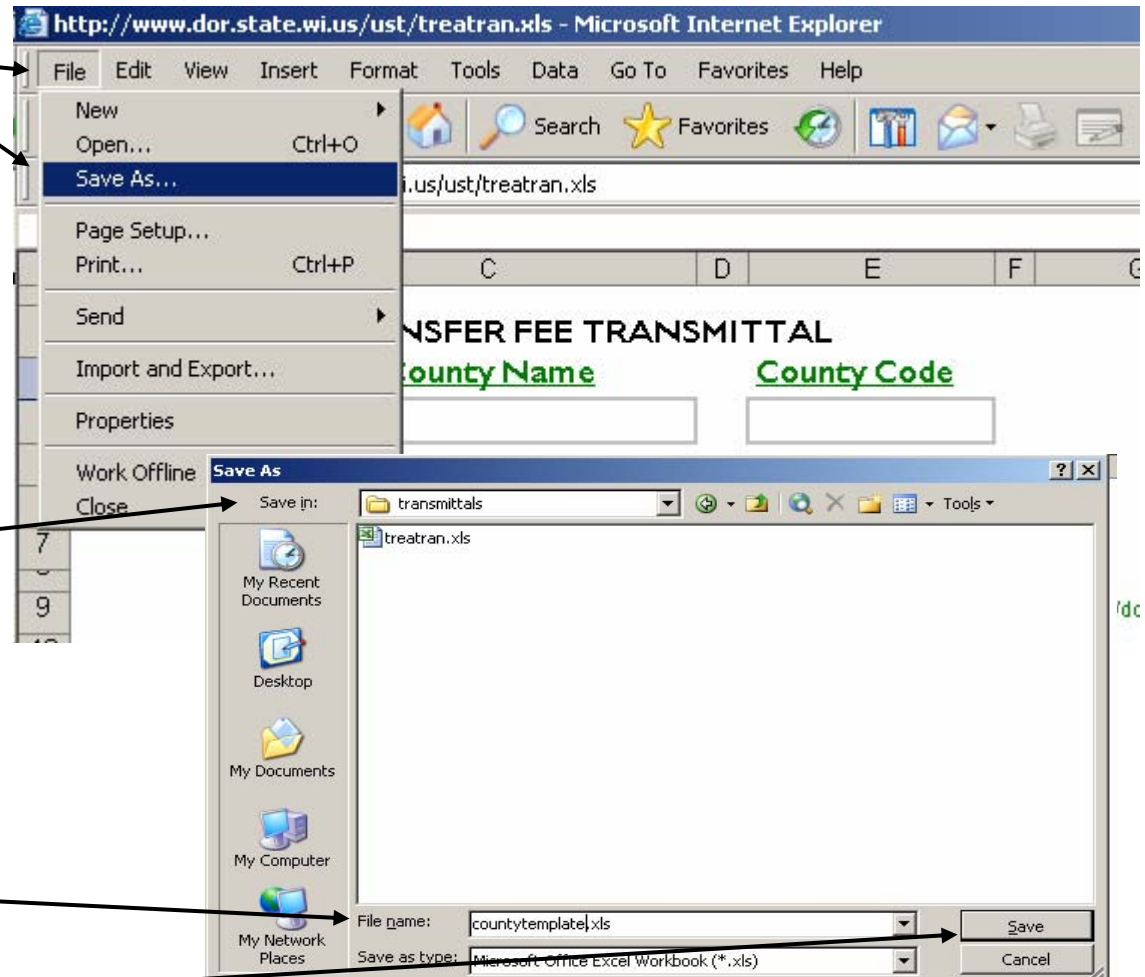 http://www.dor.state.wi.us/ust/treatran.xls - Microsoft Internet Explorer
File Edit View Insert Format Tools Data Go To Favorites Help
New
Open... Ctrl+O
Save As...
Page Setup...
Print... Ctrl+P
Send
Import and Export...
Properties
Work Offline
Close
Search Favorites
i.us/ust/treatran.xls
C D E F
NSFER FEE TRANSMITTAL
ounty Name County Code
7
9
Save As
Save in: transmittals Tools
treatran.xls
My Recent
Documents
Desktop
My Documents
My Computer
My Network
Places
File name: countytemplate.xls Save
Save as type: Microsoft Office Excel Workbook (*.xls) Cancel